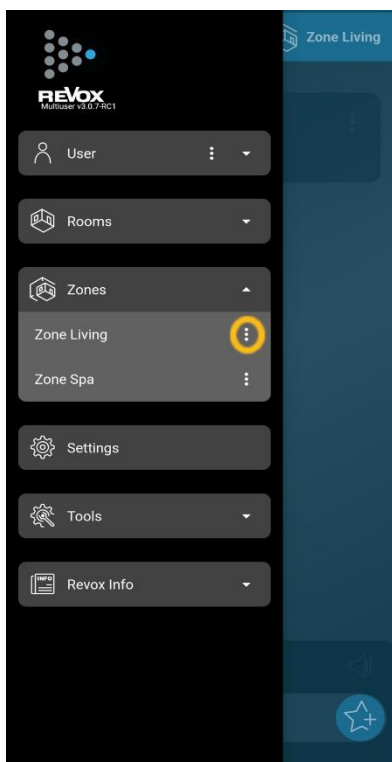 Zone Living
REVOX
Multiuser v3.0.7-RC1
User
Rooms
Zones
Zone Living
Zone Spa
Settings
Tools
INFO
Revox Info